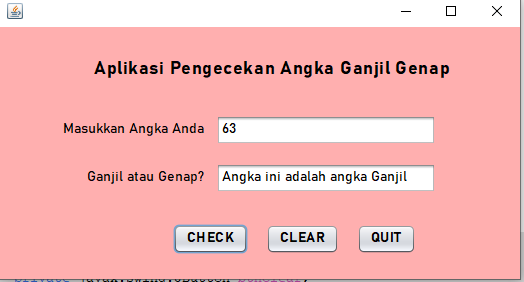 Aplikasi Pengecekan Angka Ganjil Genap
Masukkan Angka Anda 63
Ganjil atau Genap? Angka ini adalah angka Ganjil
CHECK CLEAR QUIT